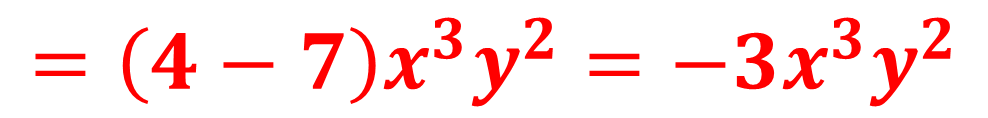 = (4 − 7)x³y² = −3x³y²